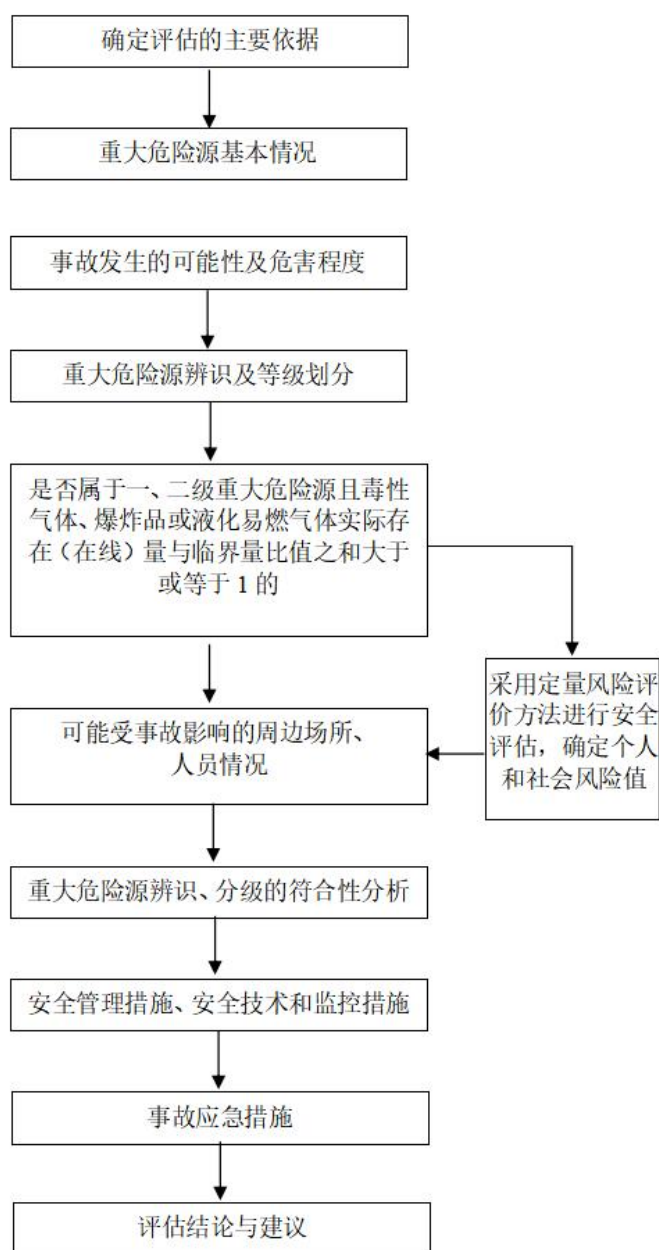 确定评估的主要依据
重大危险源基本情况
事故发生的可能性及危害程度
重大危险源辨识及等级划分
是否属于一、二级重大危险源且毒性
气体、爆炸品或液化易燃气体实际存
在（在线）量与临界量比值之和大于
或等于 1 的
采用定量风险评
价方法进行安全
评估，确定个人
和社会风险值
可能受事故影响的周边场所、
人员情况
重大危险源辨识、分级的符合性分析
安全管理措施、安全技术和监控措施
事故应急措施
评估结论与建议